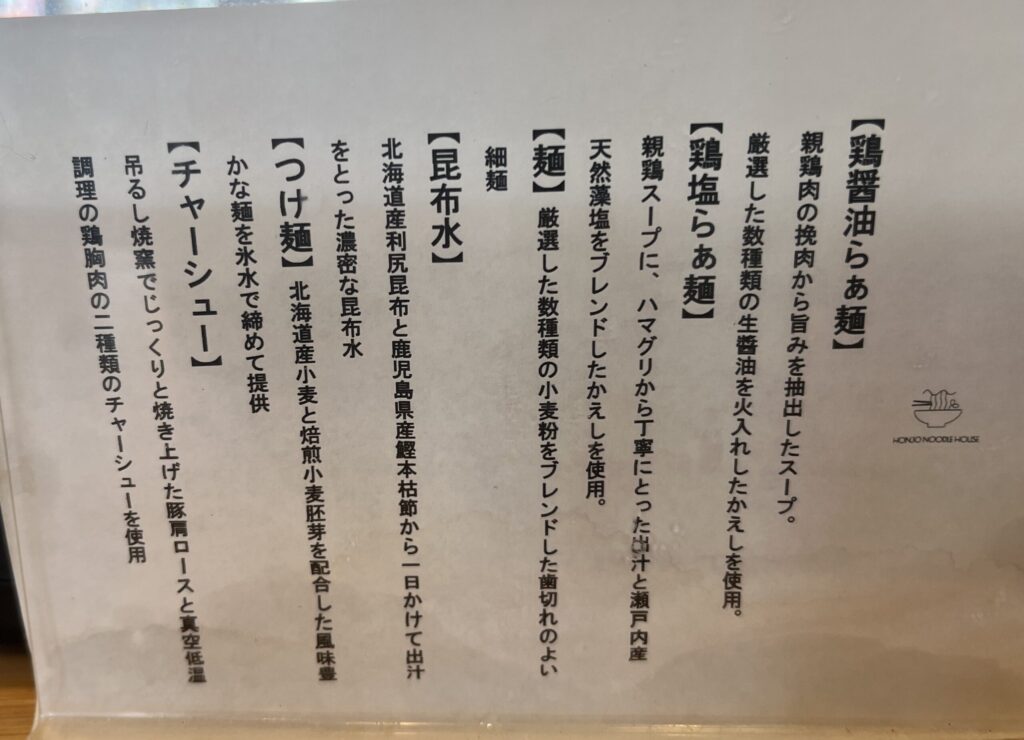 【鶏醤油らぁ麺】
親鶏肉の挽肉から旨みを抽出したスープ。
厳選した数種類の生醤油を火入れしたかえしを使用。
【鶏塩らぁ麺】
親鶏スープに、ハマグリから丁寧にとった出汁と瀬戸内産
天然藻塩をブレンドしたかえしを使用。
【麺】厳選した数種類の小麦粉をブレンドした歯切れのよい
細麺
【昆布水】
北海道産利尻昆布と鹿児島県産鰹本枯節から一日かけて出汁
をとった濃密な昆布水
【つけ麺】北海道産小麦と焙煎小麦胚芽を配合した風味豊
かな麺を氷水で締めて提供
【チャーシュー】
吊るし焼窯でじっくりと焼き上げた豚肩ロースと真空低温
調理の鶏胸肉の二種類のチャーシューを使用
HONJO NOODLE HOUSE